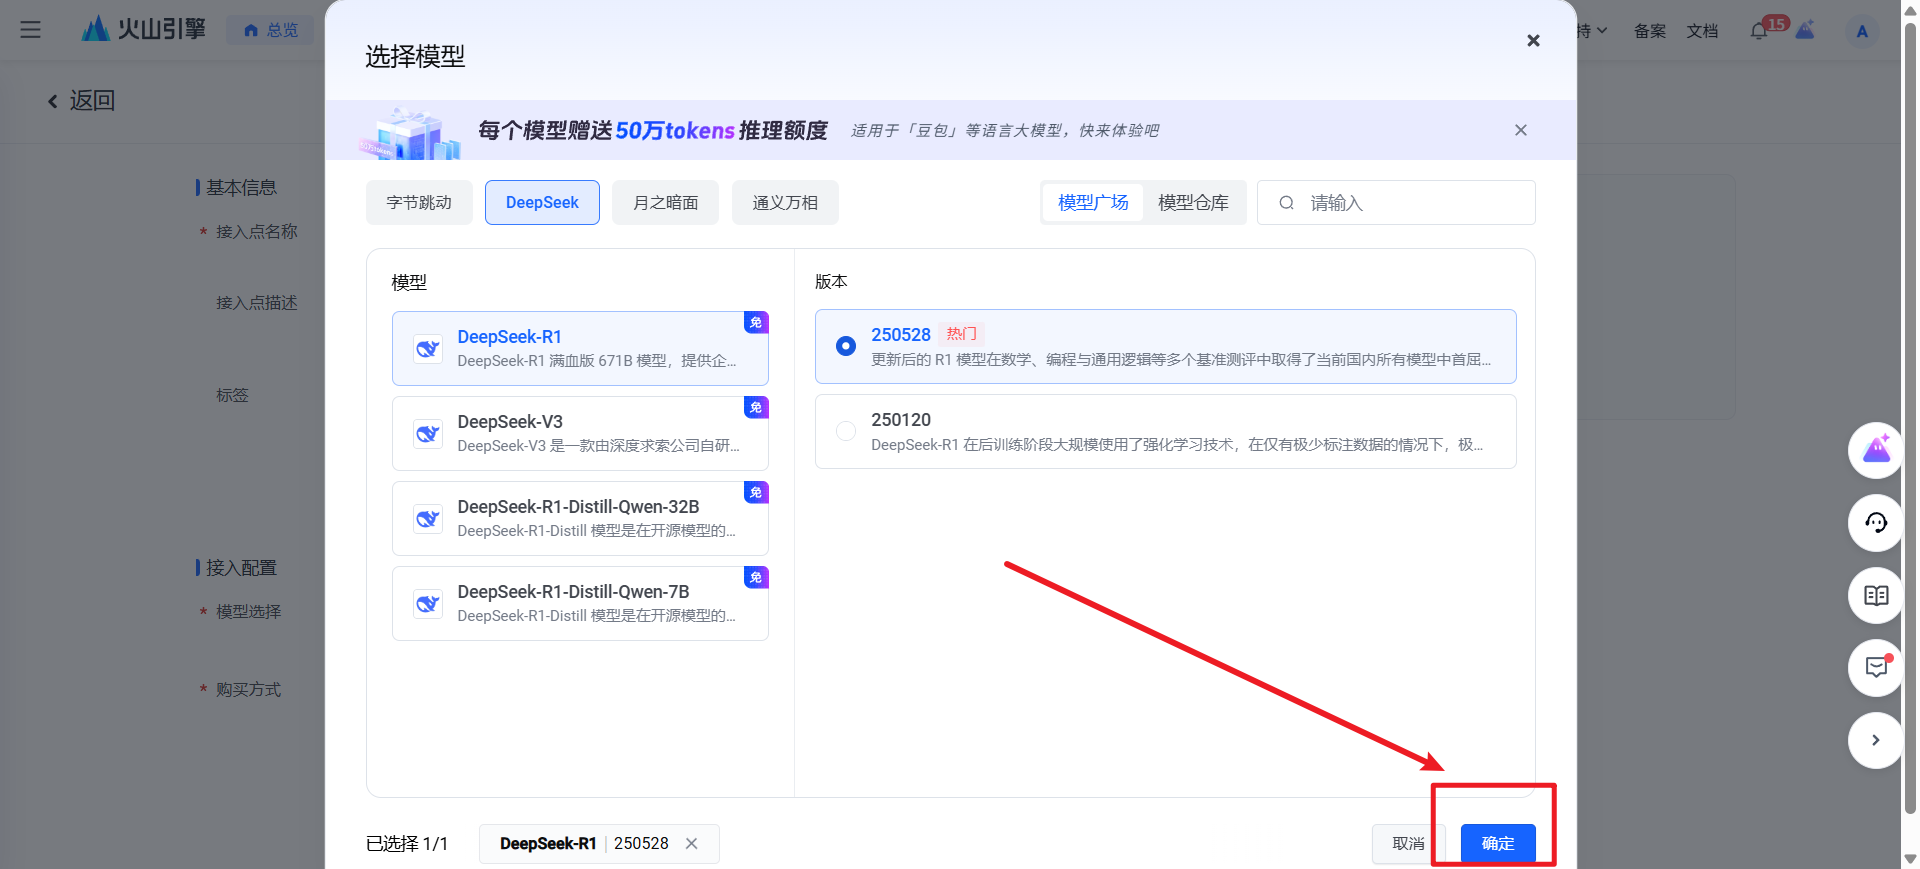 火山引擎
总览
持
备案
文档
15
A
返回
基本信息
* 接入点名称
接入点描述
标签
接入配置
* 模型选择
* 购买方式
选择模型
每个模型赠送 50万tokens 推理额度
适用于「豆包」等语言大模型，快来体验吧
字节跳动
DeepSeek
月之暗面
通义万相
模型广场
模型仓库
请输入
模型
DeepSeek-R1
免
DeepSeek-R1 满血版 671B 模型，提供企...
DeepSeek-V3
免
DeepSeek-V3 是一款由深度求索公司自研...
DeepSeek-R1-Distill-Qwen-32B
免
DeepSeek-R1-Distill 模型是在开源模型的...
DeepSeek-R1-Distill-Qwen-7B
免
DeepSeek-R1-Distill 模型是在开源模型的...
版本
250528 热门
更新后的 R1 模型在数学、编程与通用逻辑等多个基准测评中取得了当前国内所有模型中首屈...
250120
DeepSeek-R1 在后训练阶段大规模使用了强化学习技术，在仅有极少标注数据的情况下，极...
已选择 1/1
DeepSeek-R1 | 250528
取消
确定